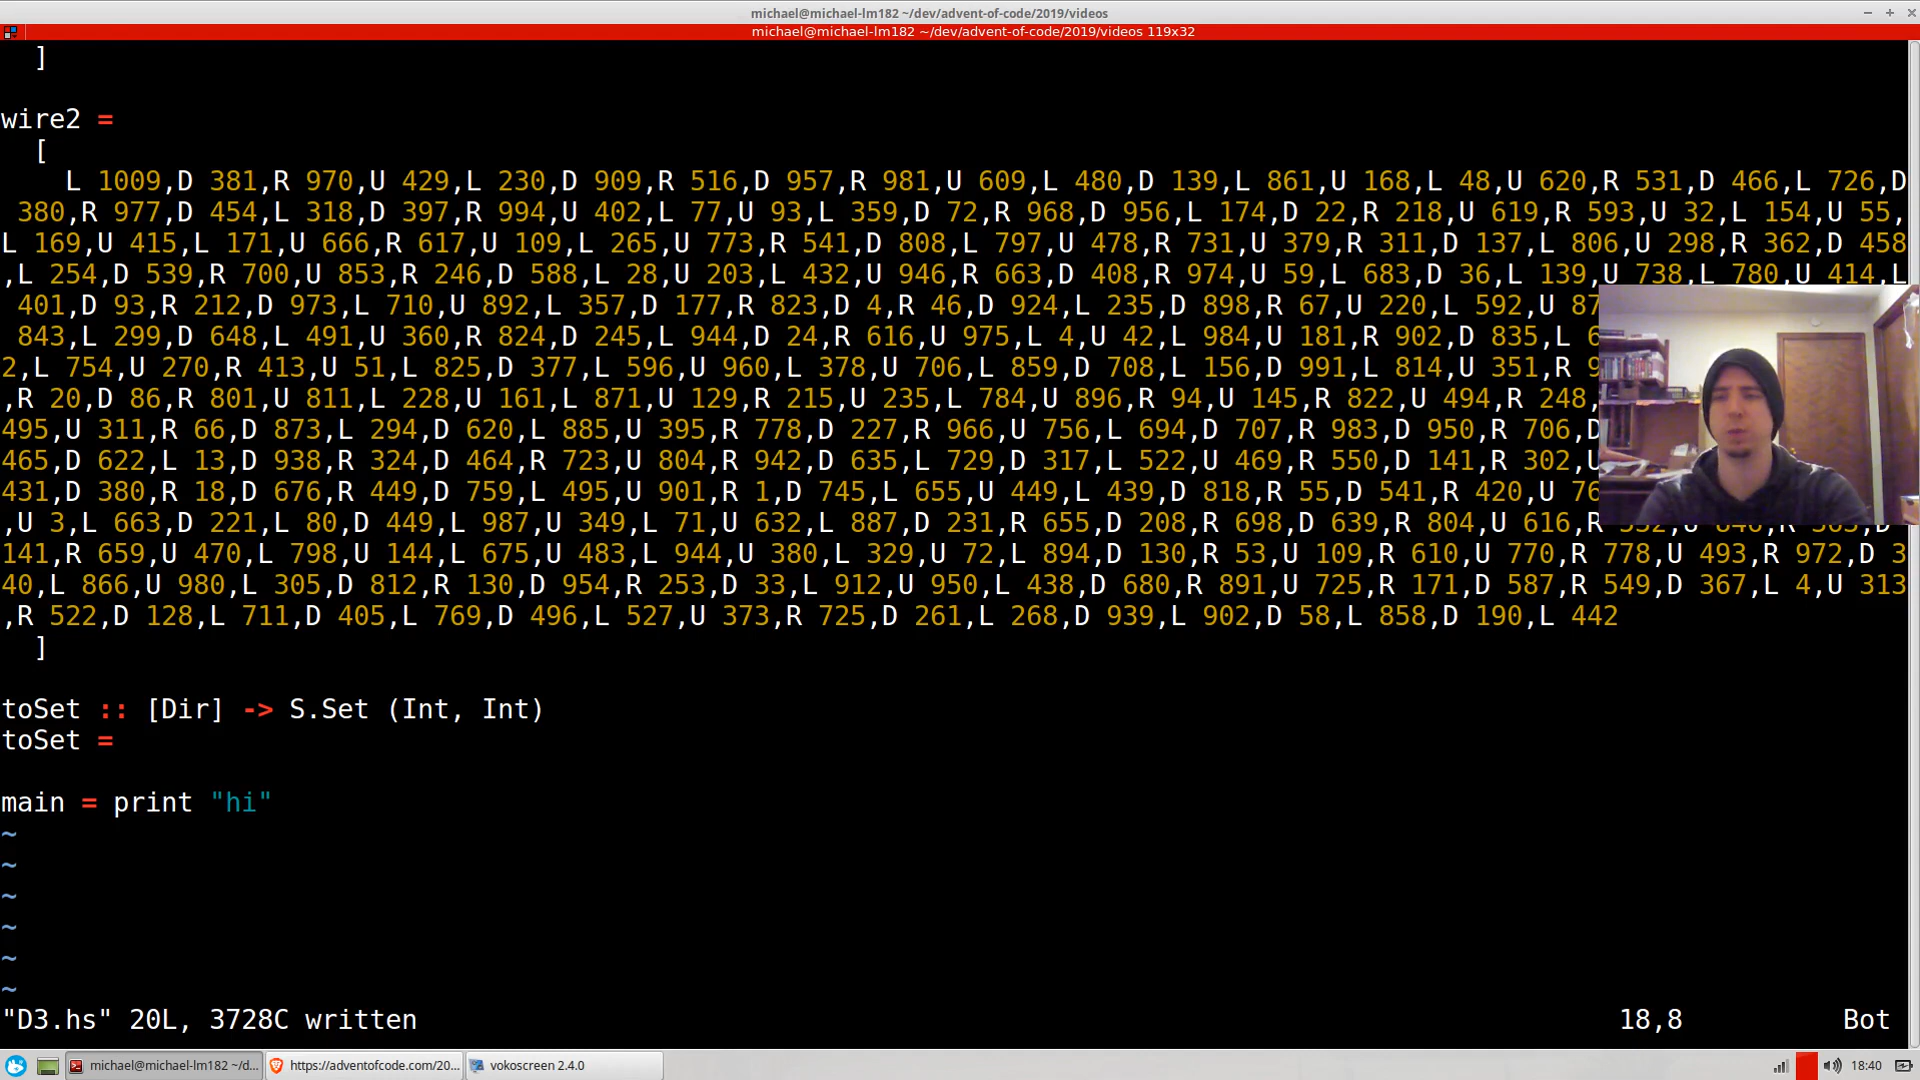 michael@michael-lm182 ~/dev/advent-of-code/2019/videos
michael@michael-lm182 ~/dev/advent-of-code/2019/videos 119x32
]
wire2 =
[
L 1009,D 381,R 970,U 429,L 230,D 909,R 516,D 957,R 981,U 609,L 480,D 139,L 861,U 168,L 48,U 620,R 531,D 466,L 726,D
380,R 977,D 454,L 318,D 397,R 994,U 402,L 77,U 93,L 359,D 72,R 968,D 956,L 174,D 22,R 218,U 619,R 593,U 32,L 154,U 55,
L 169,U 415,L 171,U 666,R 617,U 109,L 265,U 773,R 541,D 808,L 797,U 478,R 731,U 379,R 311,D 137,L 806,U 298,R 362,D 458
,L 254,D 539,R 700,U 853,R 246,D 588,L 28,U 203,L 432,U 946,R 663,D 408,R 974,U 59,L 683,D 36,L 139,U 738,L 780,U 414,L
401,D 93,R 212,D 973,L 710,U 892,L 357,D 177,R 823,D 4,R 46,D 924,L 235,D 898,R 67,U 220,L 592,U 87
843,L 299,D 648,L 491,U 360,R 824,D 245,L 944,D 24,R 616,U 975,L 4,U 42,L 984,U 181,R 902,D 835,L 6
2,L 754,U 270,R 413,U 51,L 825,D 377,L 596,U 960,L 378,U 706,L 859,D 708,L 156,D 991,L 814,U 351,R 9
,R 20,D 86,R 801,U 811,L 228,U 161,L 871,U 129,R 215,U 235,L 784,U 896,R 94,U 145,R 822,U 494,R 248,
495,U 311,R 66,D 873,L 294,D 620,L 885,U 395,R 778,D 227,R 966,U 756,L 694,D 707,R 983,D 950,R 706,D
465,D 622,L 13,D 938,R 324,D 464,R 723,U 804,R 942,D 635,L 729,D 317,L 522,U 469,R 550,D 141,R 302,U
431,D 380,R 18,D 676,R 449,D 759,L 495,U 901,R 1,D 745,L 655,U 449,L 439,D 818,R 55,D 541,R 420,U 76
,U 3,L 663,D 221,L 80,D 449,L 987,U 349,L 71,U 632,L 887,D 231,R 655,D 208,R 698,D 639,R 804,U 616,R
141,R 659,U 470,L 798,U 144,L 675,U 483,L 944,U 380,L 329,U 72,L 894,D 130,R 53,U 109,R 610,U 770,R 778,U 493,R 972,D 3
40,L 866,U 980,L 305,D 812,R 130,D 954,R 253,D 33,L 912,U 950,L 438,D 680,R 891,U 725,R 171,D 587,R 549,D 367,L 4,U 313
,R 522,D 128,L 711,D 405,L 769,D 496,L 527,U 373,R 725,D 261,L 268,D 939,L 902,D 58,L 858,D 190,L 442
]
toSet :: [Dir] -> S.Set (Int, Int)
toSet =
main = print "hi"
~
~
~
~
~
~
"D3.hs" 20L, 3728C written 18,8 Bot
michael@michael-lm182 ~/d... https://adventofcode.com/20... vokoscreen 2.4.0 18:40